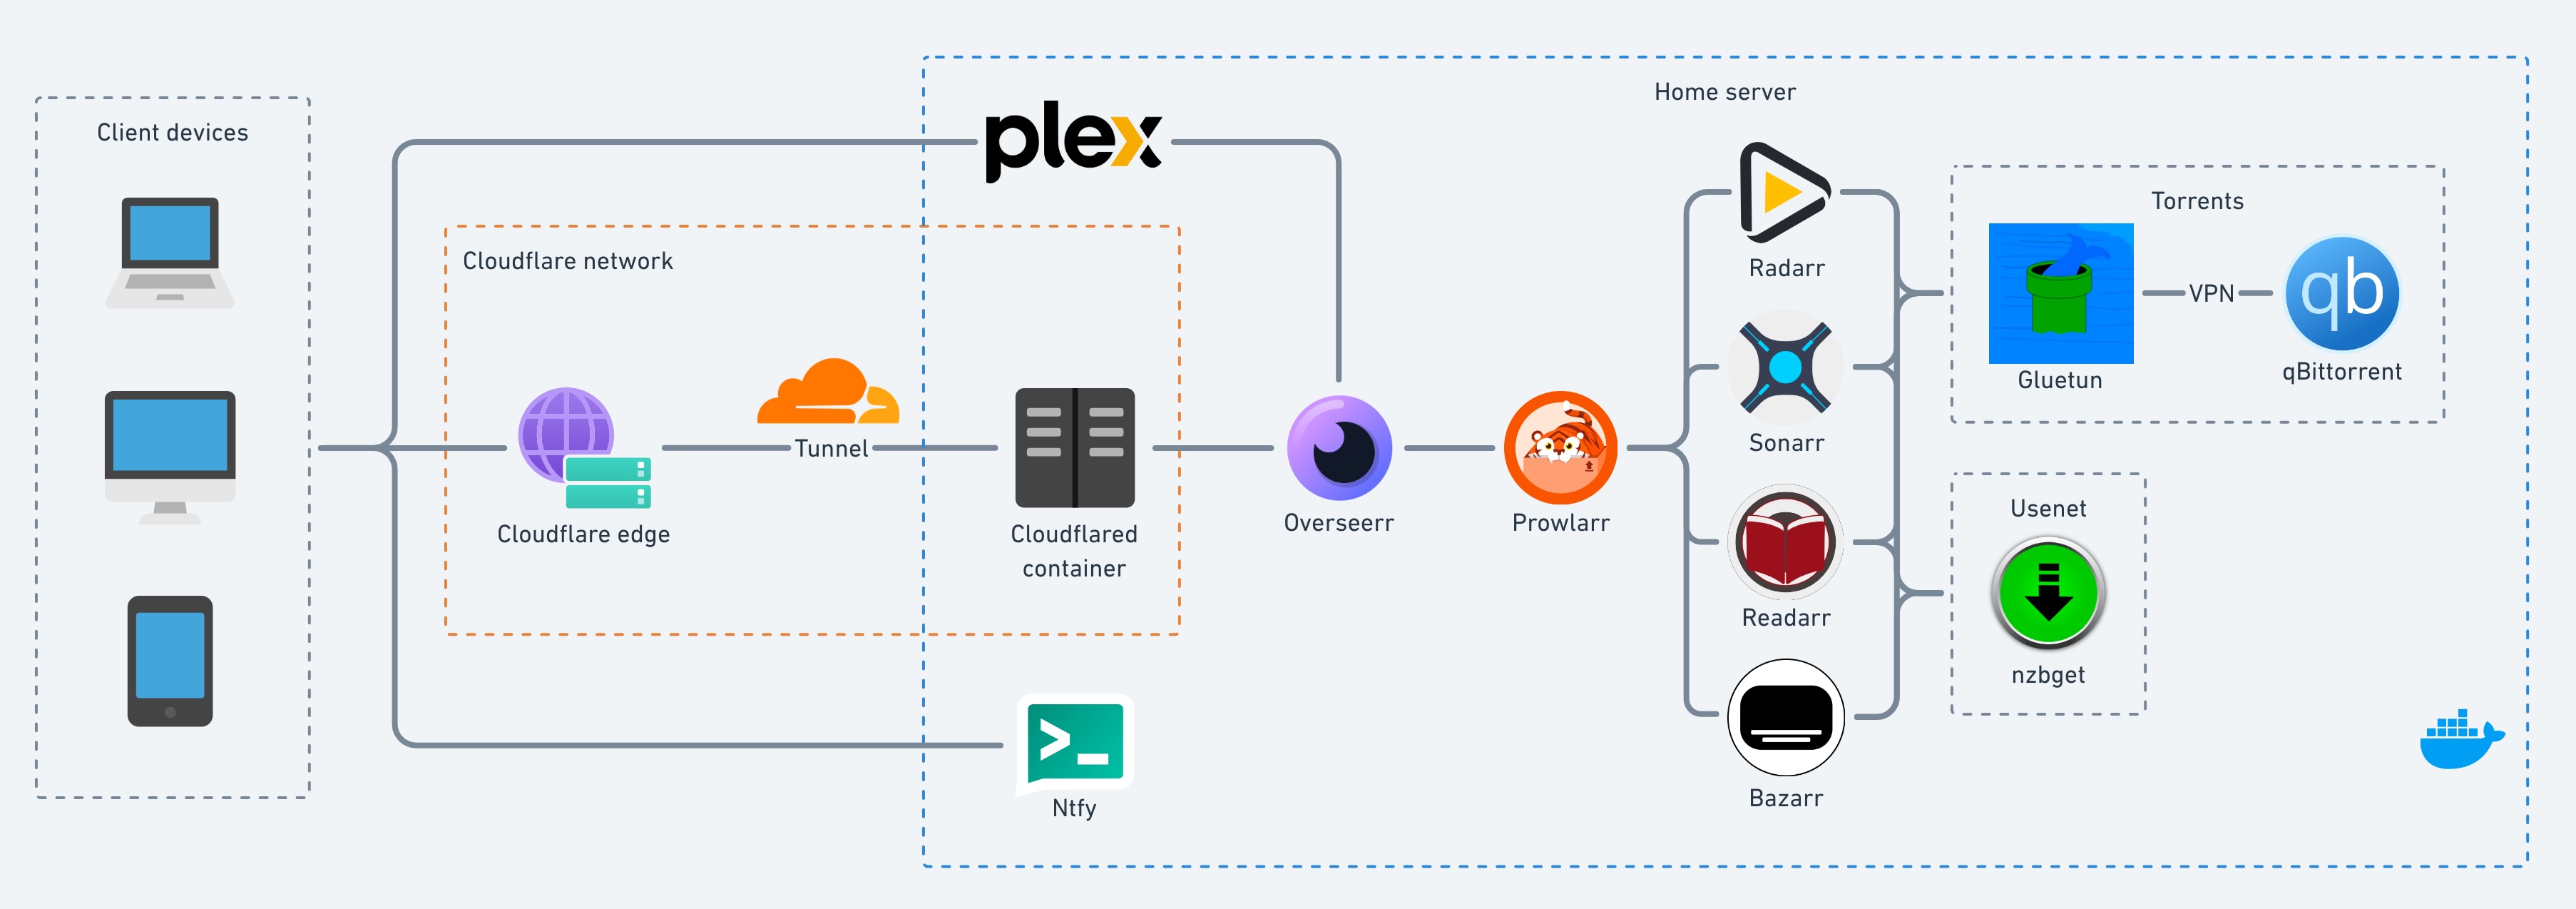 Client devices
plex
Home server
Cloudflare network
Tunnel
Cloudflare edge
Cloudflared
container
>_
Ntfy
Overseerr
Prowlarr
Radarr
Sonarr
Readarr
Bazarr
Torrents
Gluetun
VPN
qb
qBittorrent
Usenet
nzbget